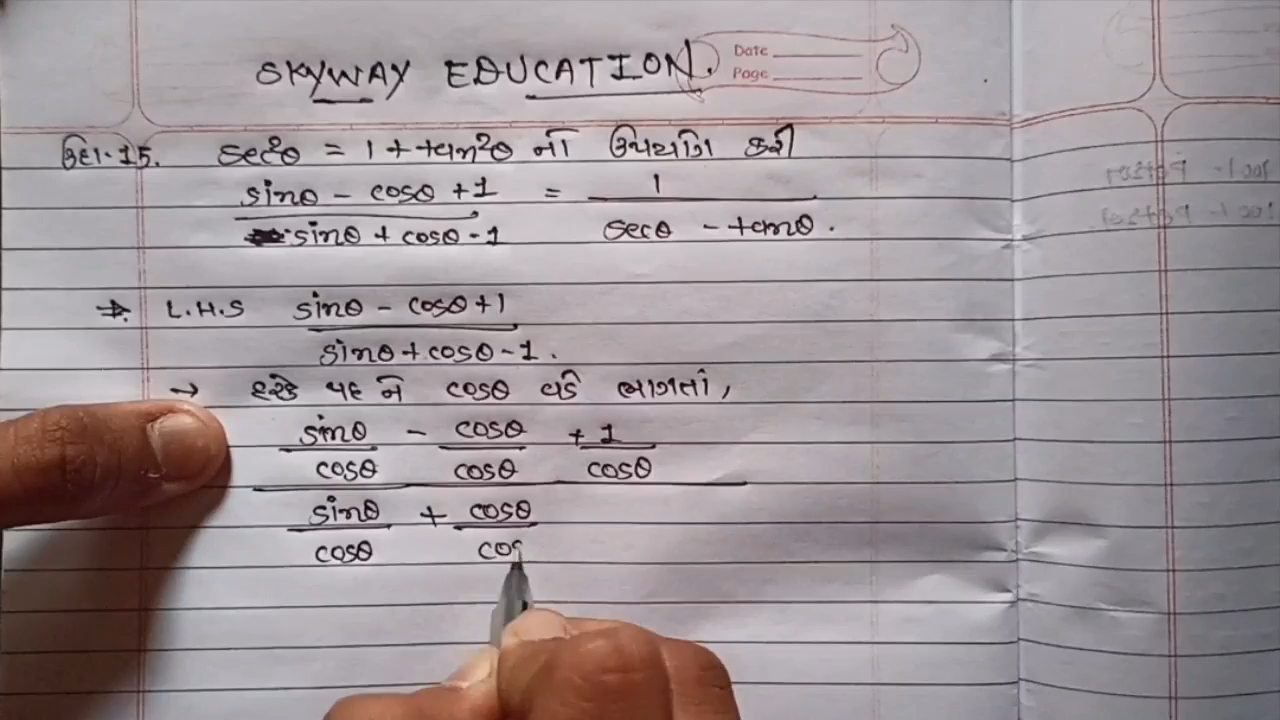 SKYWAY EDUCATION.
Date
Page
ઉદા-15. sec²θ = 1 + tan²θ નો ઉપયોગ કરી
sinθ - cosθ + 1 = 1
sinθ + cosθ - 1 secθ - tanθ.
⇒ L.H.S sinθ - cosθ + 1
sinθ + cosθ - 1.
→ દરેક પદ ને cosθ વડે ભાગતાં,
sinθ - cosθ + 1
cosθ cosθ cosθ
sinθ + cosθ
cosθ cos